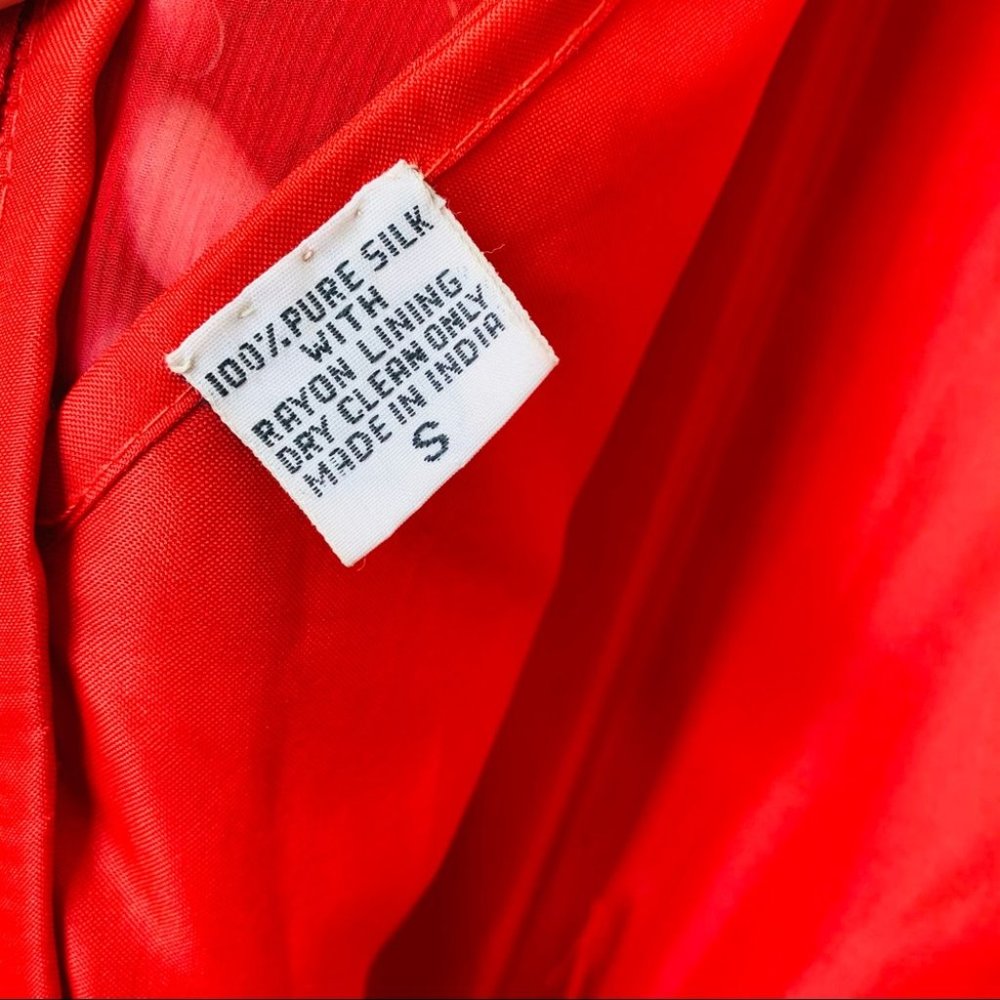 100% PURE SILK
WITH
RAYON LINING
DRY CLEAN ONLY
MADE IN INDIA
S